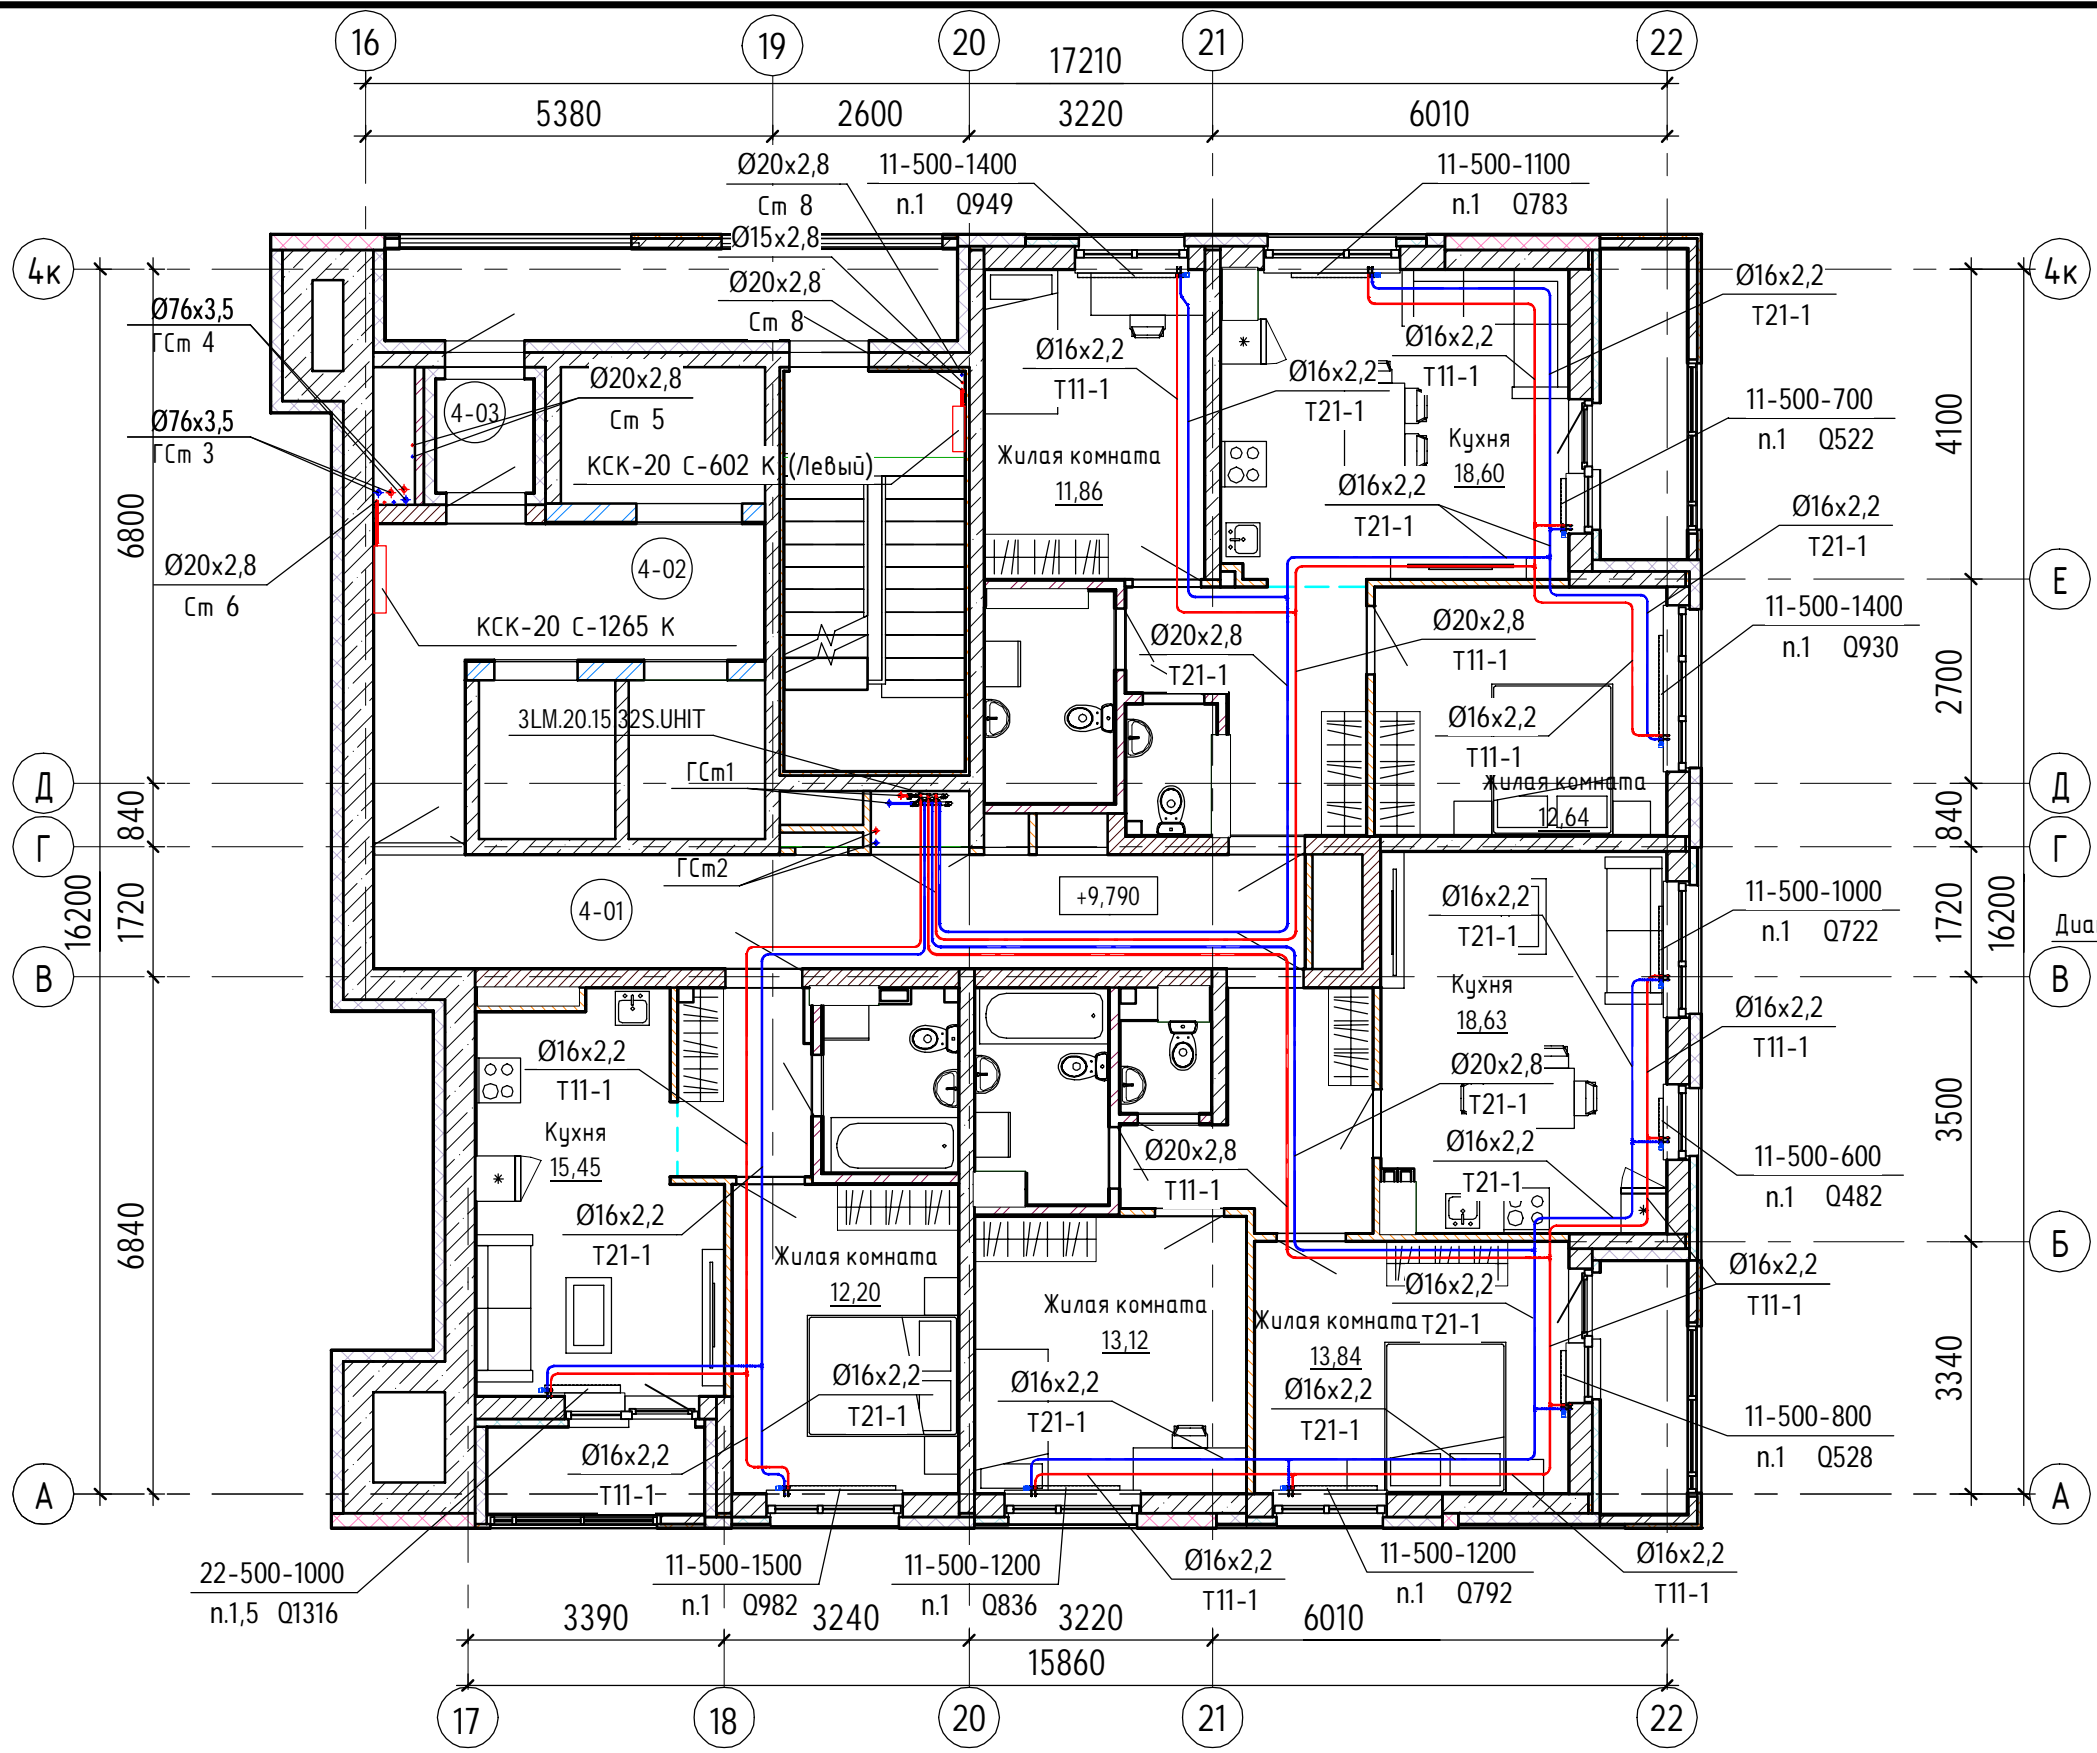 16
19
20
21
22
17210
5380
2600
3220
6010
Ø20x2,8
Ст 8
11-500-1400
п.1 Q949
11-500-1100
п.1 Q783
Ø15x2,8
4к
4к
Ø20x2,8
Ст 8
Ø16x2,2
Т21-1
Ø76x3,5
ГСт 4
Ø16x2,2
Т11-1
Ø16x2,2
Т11-1
Ø20x2,8
Ст 5
Ø16x2,2
Т21-1
11-500-700
п.1 Q522
4-03
Ø76x3,5
ГСт 3
4100
КСК-20 С-602 К (Левый)
Жилая комната
11,86
Кухня
18,60
Ø16x2,2
Т21-1
Ø16x2,2
Т21-1
6800
Ø20x2,8
Ст 6
4-02
Е
КСК-20 С-1265 К
Ø20x2,8
Т21-1
Ø20x2,8
Т11-1
11-500-1400
п.1 Q930
2700
3LM.20.15.32S.UHIT
Ø16x2,2
Т11-1
ГСт1
Жилая комната
12,64
Д
Д
840
840
Г
Г
ГСт2
16200
1720
4-01
+9,790
Ø16x2,2
Т21-1
11-500-1000
п.1 Q722
1720
16200
В
В
Кухня
18,63
Ø16x2,2
Т11-1
Ø16x2,2
Т11-1
Ø20x2,8
Т21-1
Кухня
15,45
Ø20x2,8
Т11-1
Ø16x2,2
Т21-1
3500
11-500-600
п.1 Q482
6840
Ø16x2,2
Т21-1
Б
Жилая комната
12,20
Ø16x2,2
Т21-1
Ø16x2,2
Т11-1
Жилая комната
13,12
Жилая комната
13,84
Ø16x2,2
Т21-1
Ø16x2,2
Т21-1
Ø16x2,2
Т21-1
3340
11-500-800
п.1 Q528
Ø16x2,2
Т11-1
А
А
22-500-1000
п.1,5 Q1316
11-500-1500
п.1 Q982
11-500-1200
п.1 Q836
Ø16x2,2
Т11-1
11-500-1200
п.1 Q792
Ø16x2,2
Т11-1
3390
3240
3220
6010
15860
17
18
20
21
22